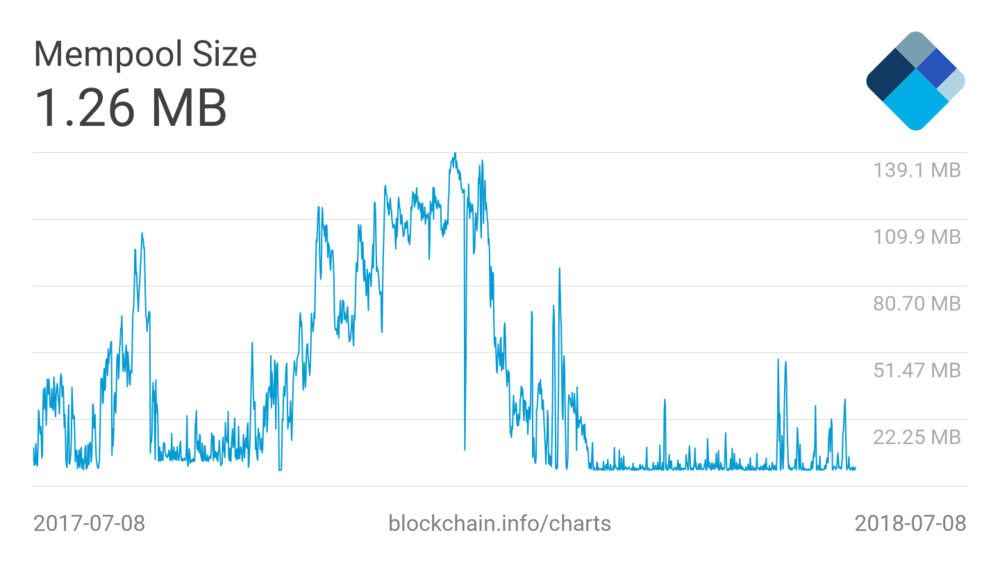 Mempool Size
1.26 MB
139.1 MB
109.9 MB
80.70 MB
51.47 MB
22.25 MB
2017-07-08
blockchain.info/charts
2018-07-08